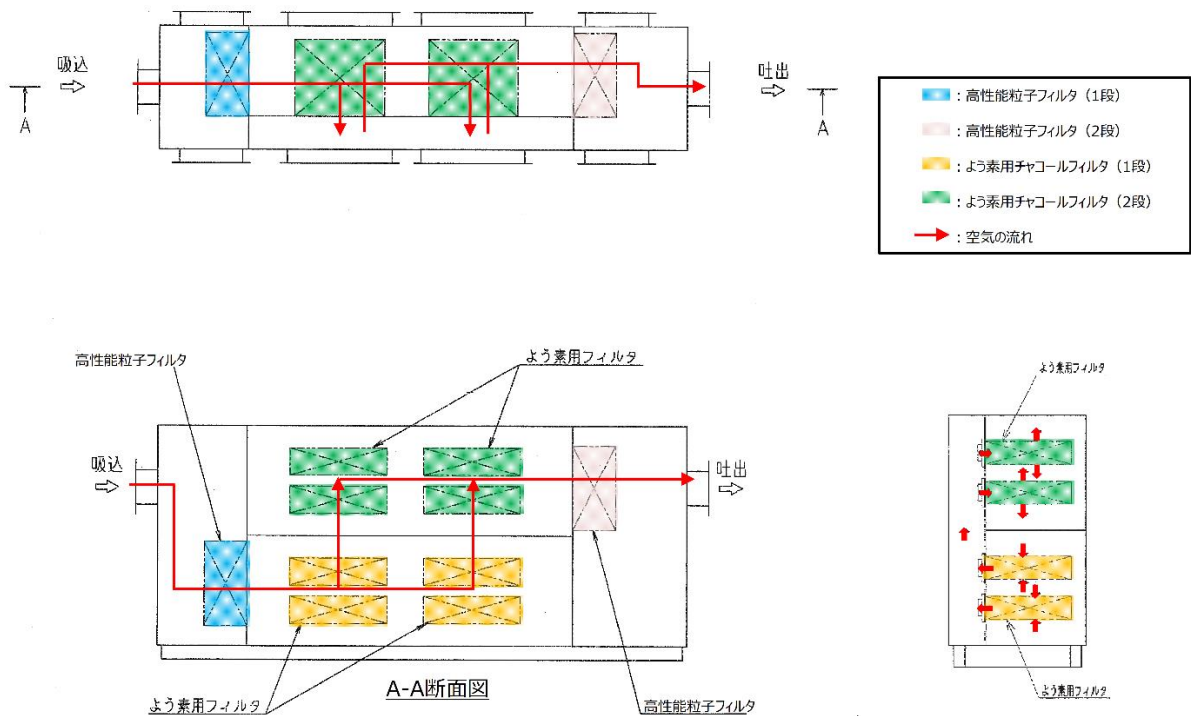 吸込
A
吐出
A
：高性能粒子フィルタ（1段）
：高性能粒子フィルタ（2段）
：よう素用チャコールフィルタ（1段）
：よう素用チャコールフィルタ（2段）
：空気の流れ
高性能粒子フィルタ
よう素用フィルタ
吸込
吐出
よう素用フィルタ
A-A断面図
高性能粒子フィルタ
よう素用フィルタ
よう素用フィルタ